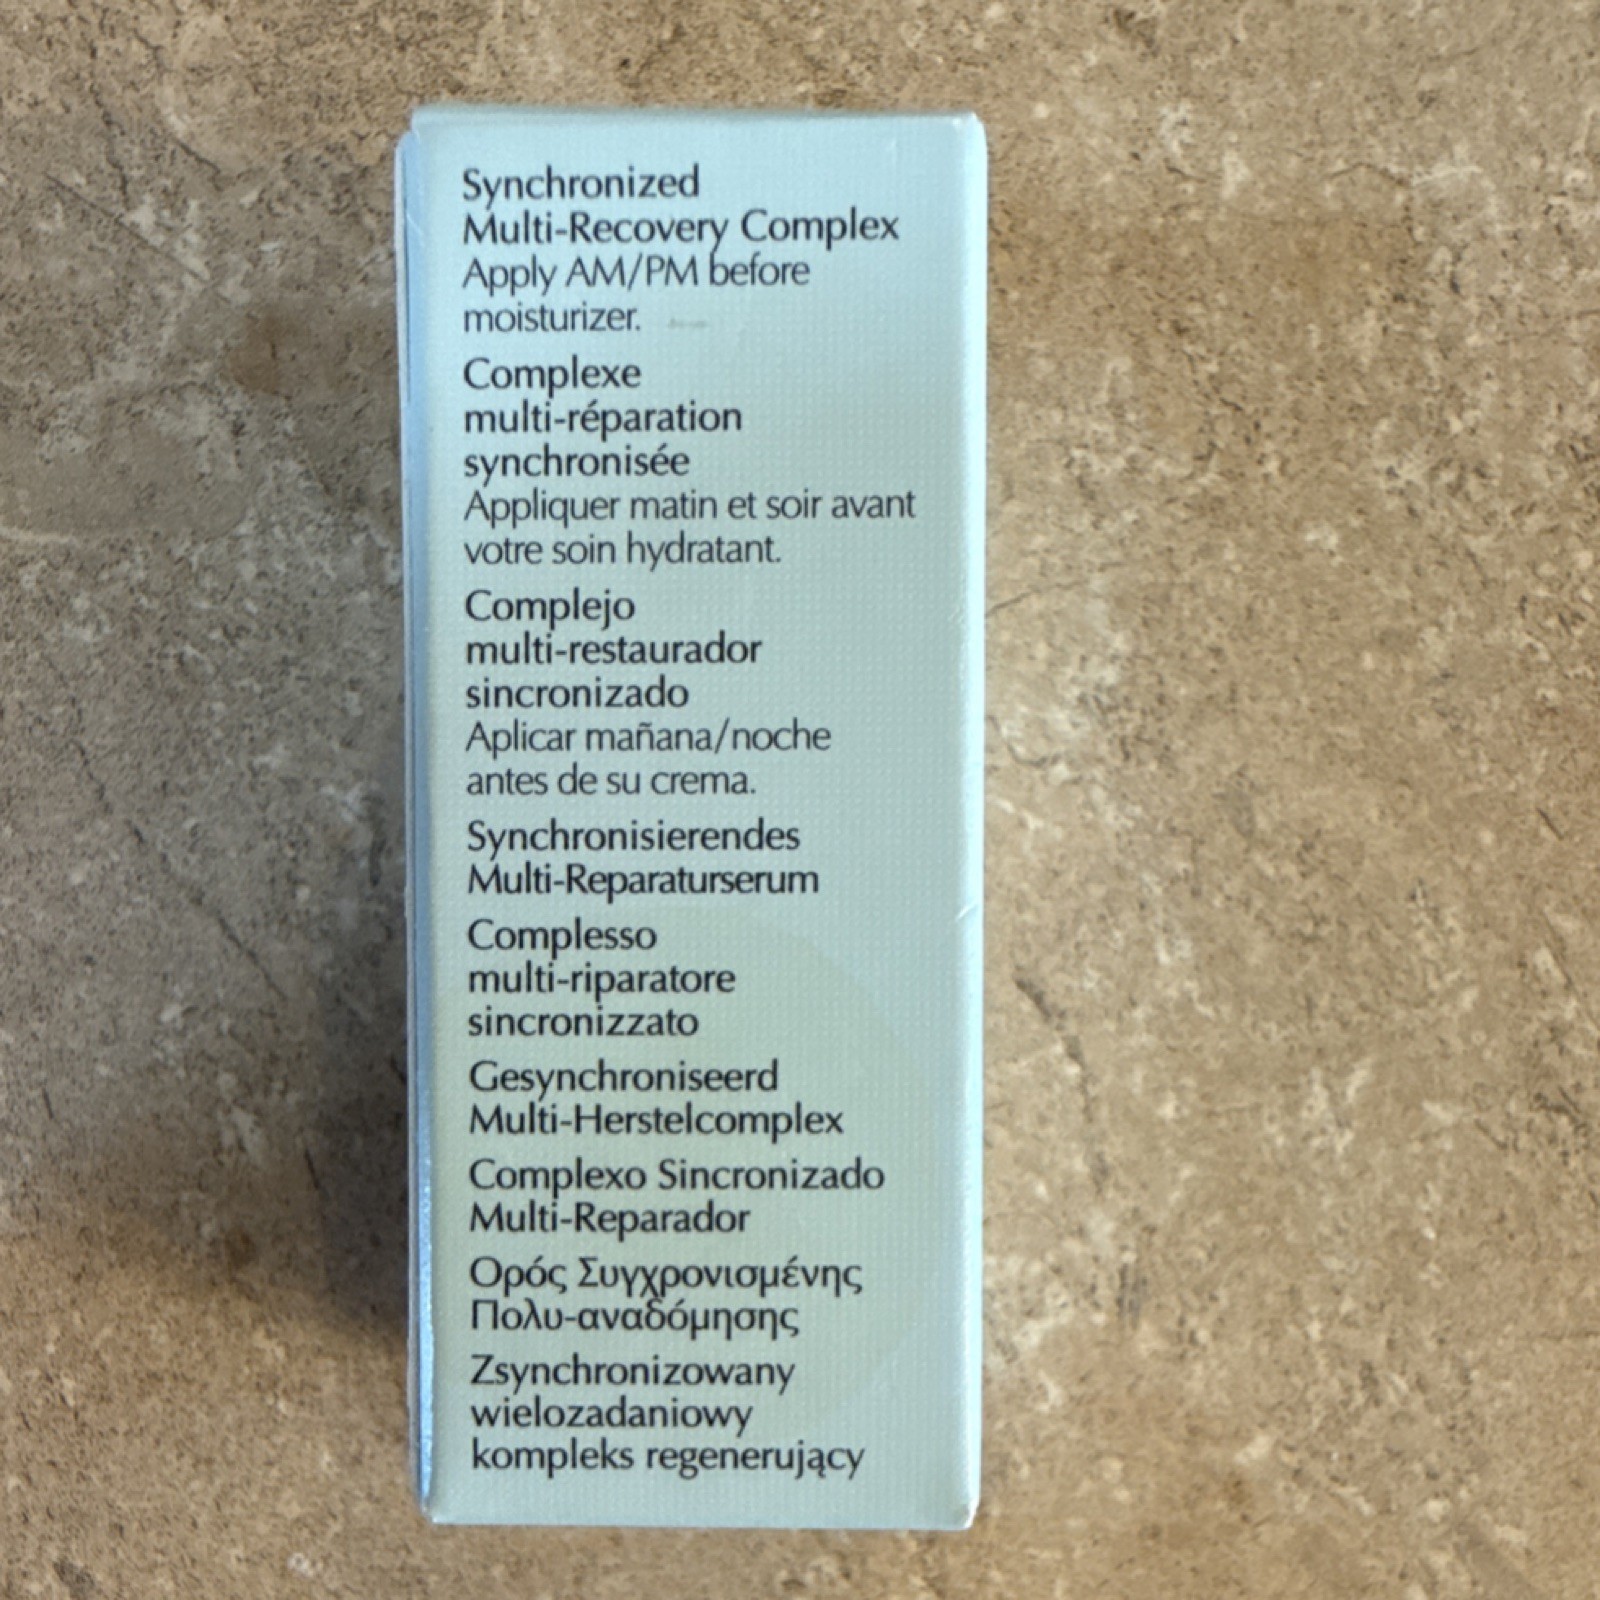 Synchronized
Multi-Recovery Complex
Apply AM/PM before
moisturizer.
Complexe
multi-réparation
synchronisée
Appliquer matin et soir avant
votre soin hydratant.
Complejo
multi-restaurador
sincronizado
Aplicar mañana/noche
antes de su crema.
Synchronisierendes
Multi-Reparaturserum
Complesso
multi-riparatore
sincronizzato
Gesynchroniseerd
Multi-Herstelcomplex
Complexo Sincronizado
Multi-Reparador
Ορός Συγχρονισμένης
Πολυ-αναδόμησης
Zsynchronizowany
wielozadaniowy
kompleks regenerujący